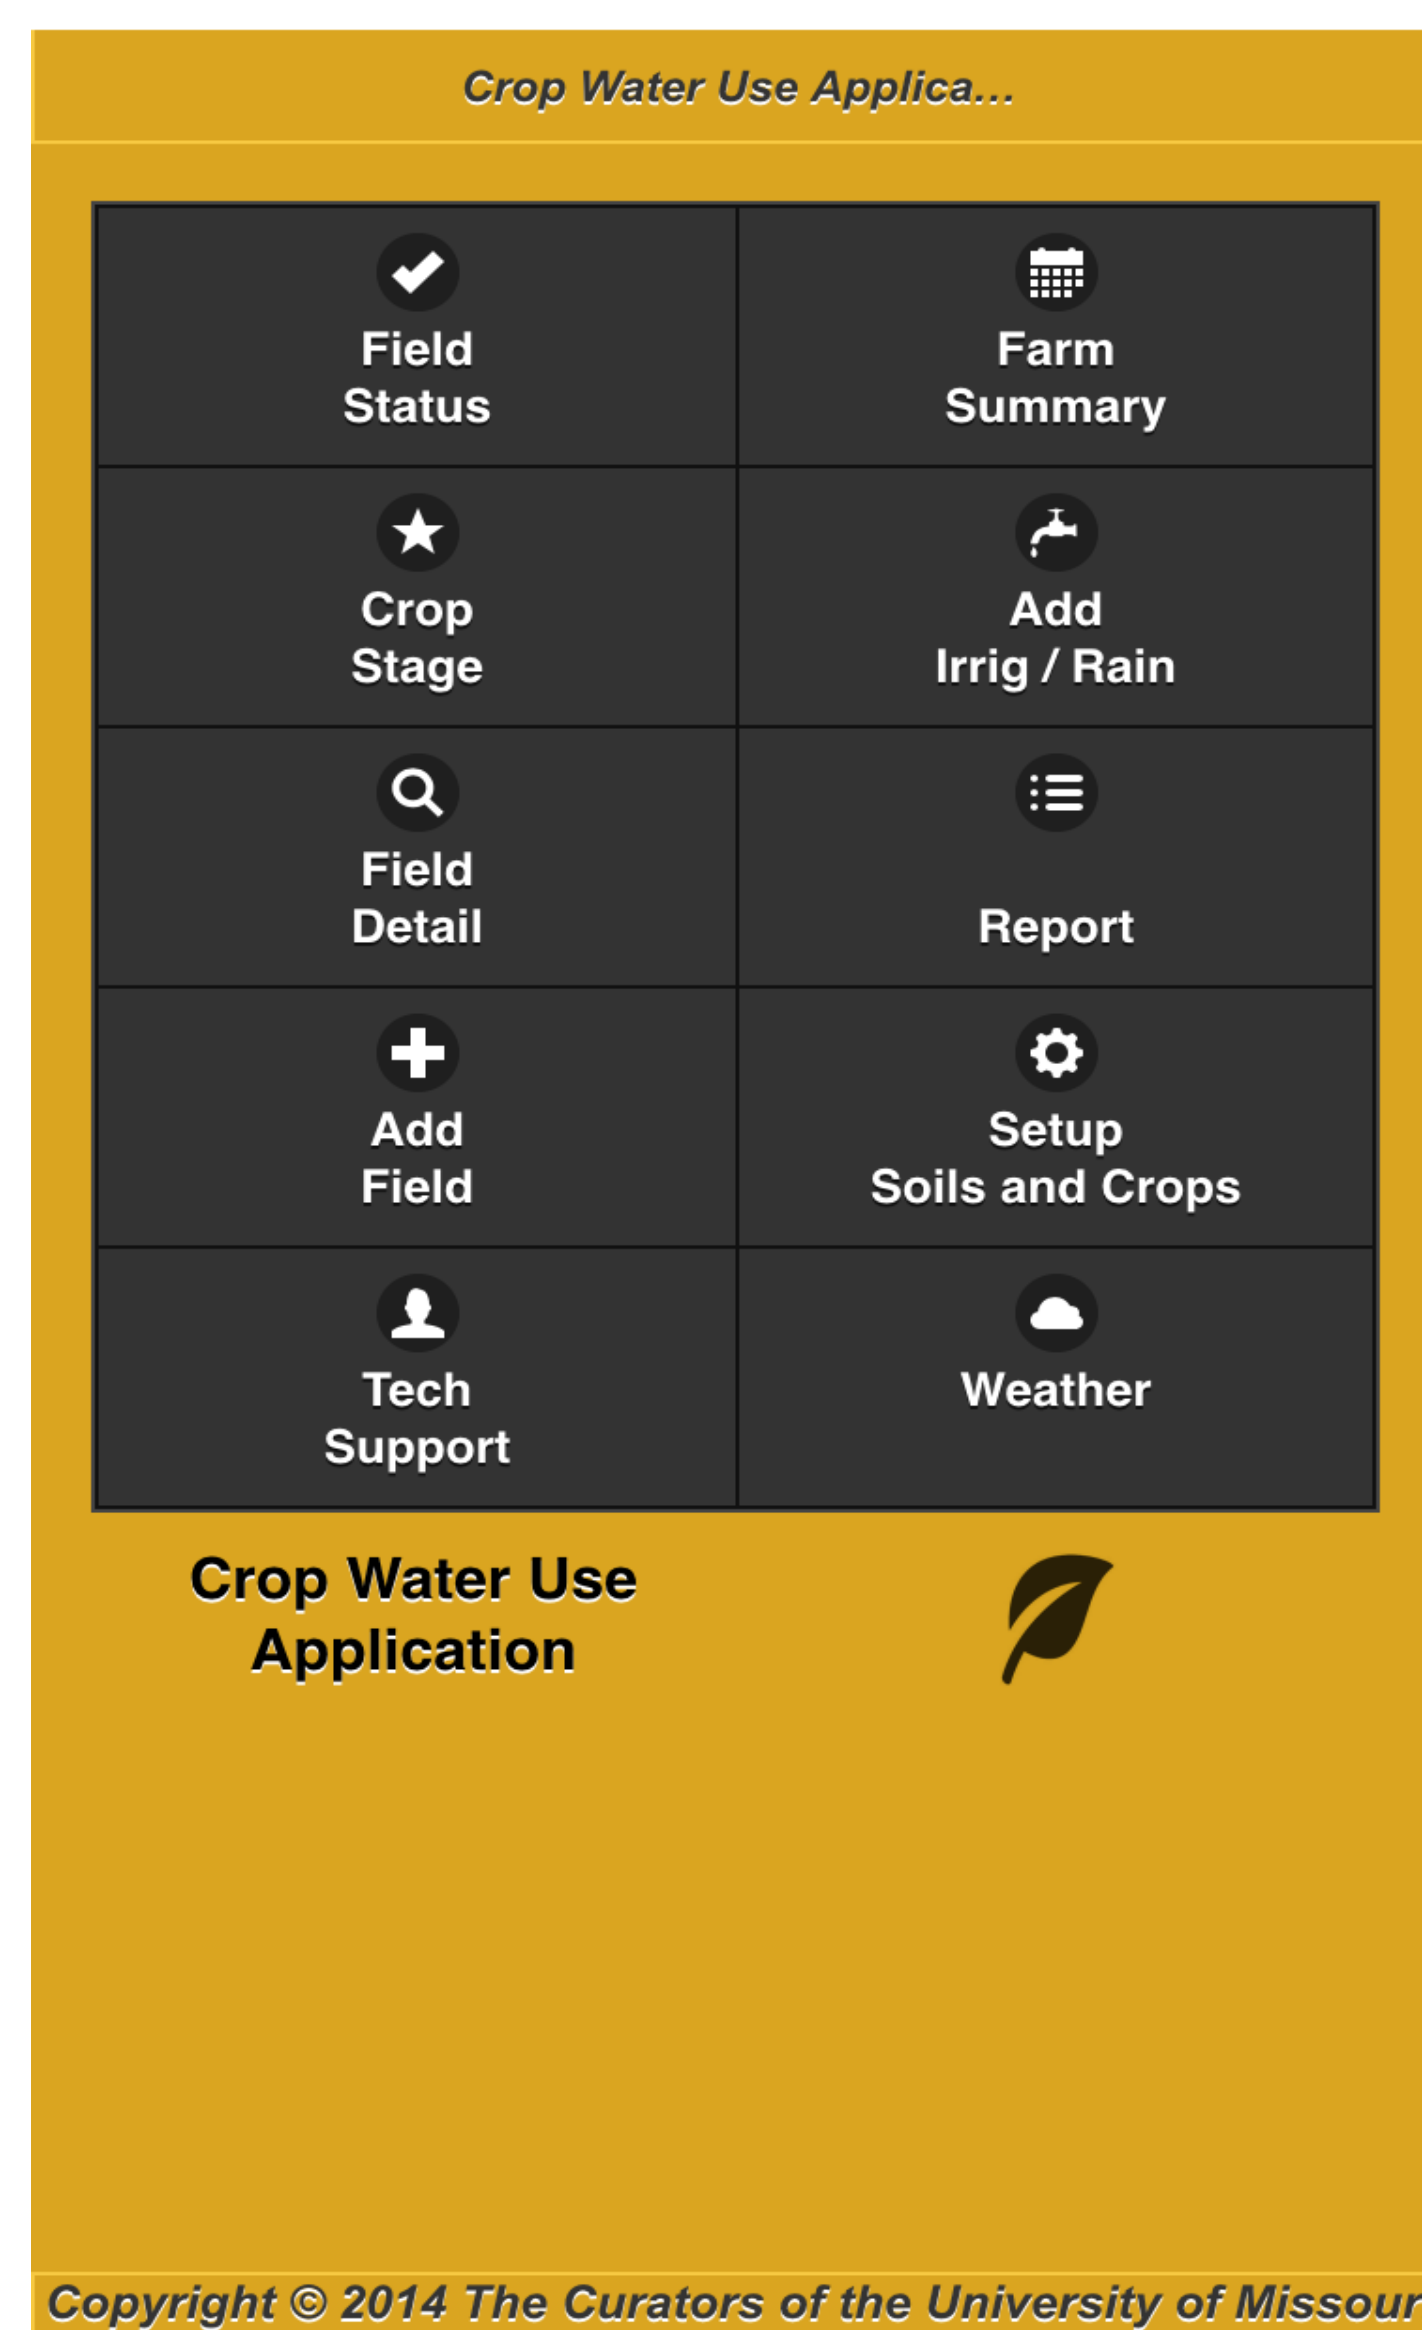 Crop Water Use Applica...
Field
Status
Farm
Summary
Crop
Stage
Add
Irrig / Rain
Field
Detail
Report
Add
Field
Setup
Soils and Crops
Tech
Support
Weather
Crop Water Use
Application
Copyright © 2014 The Curators of the University of Missour